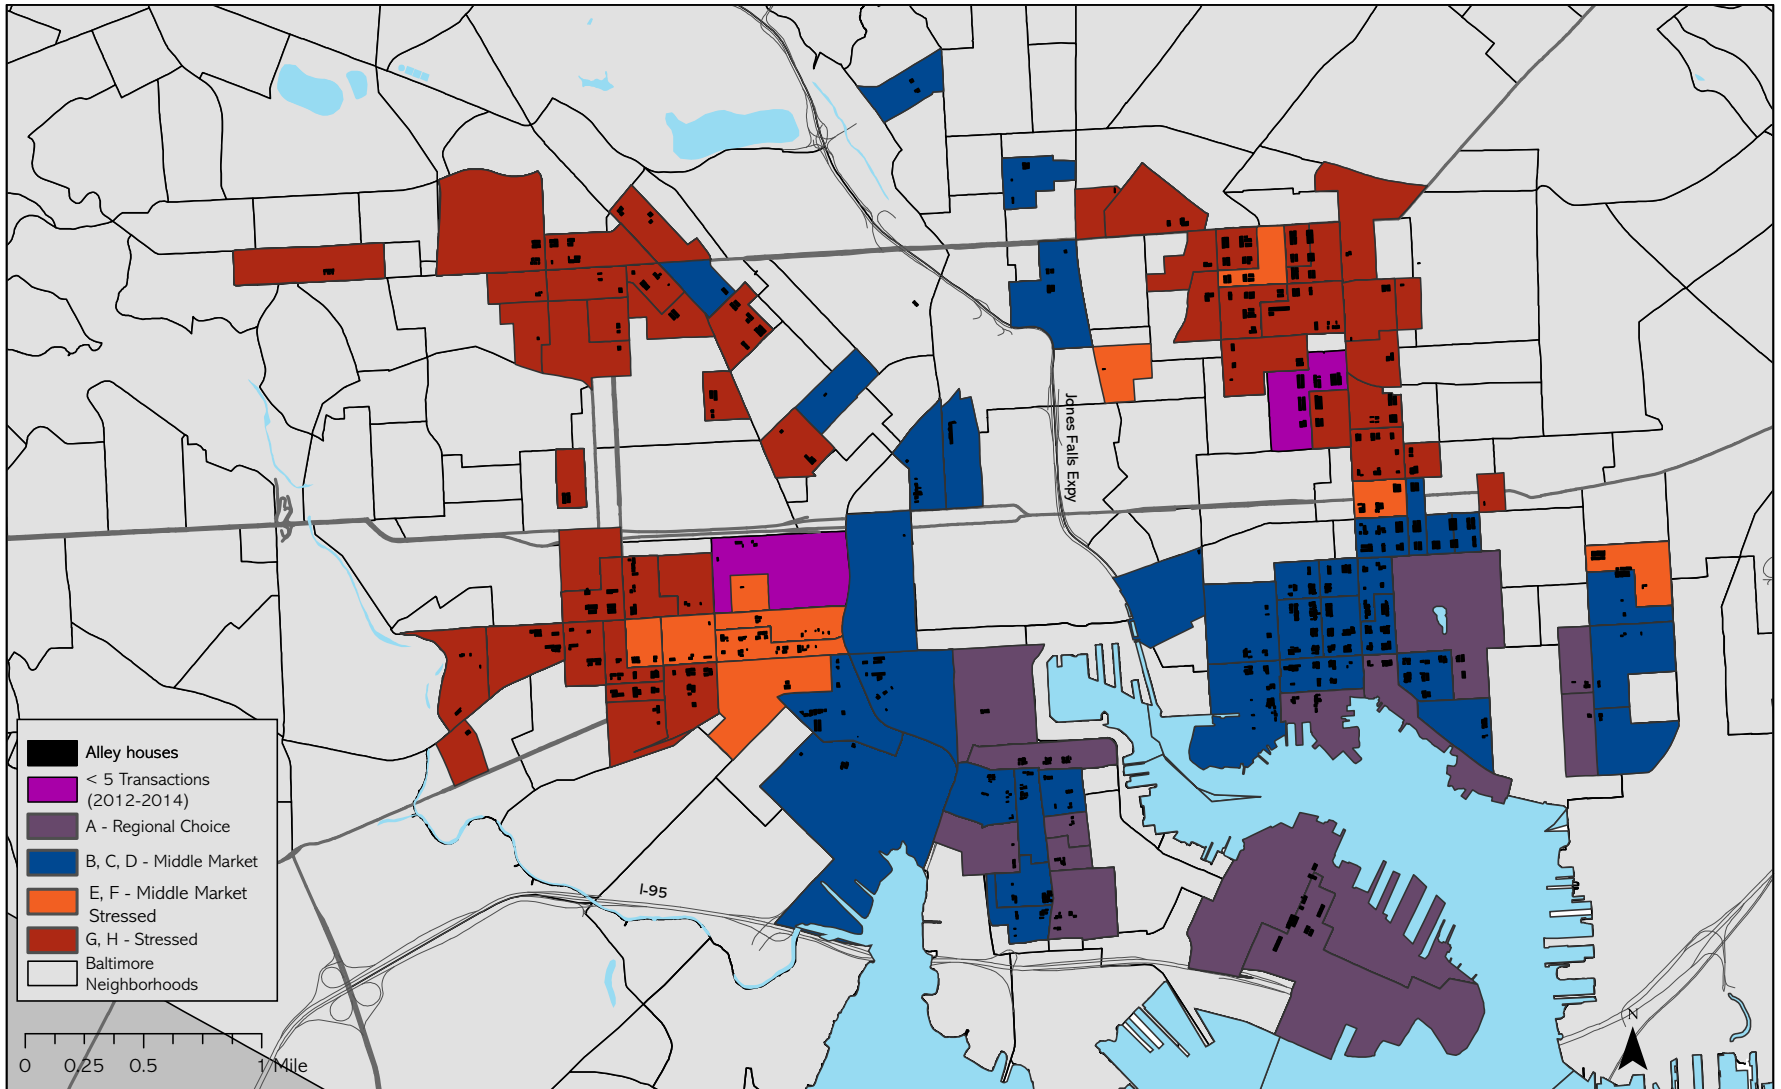 Jones Falls Expy
I-95
Alley houses
< 5 Transactions
(2012-2014)
A - Regional Choice
B, C, D - Middle Market
E, F - Middle Market
Stressed
G, H - Stressed
Baltimore
Neighborhoods
0 0.25 0.5 1 Mile
N